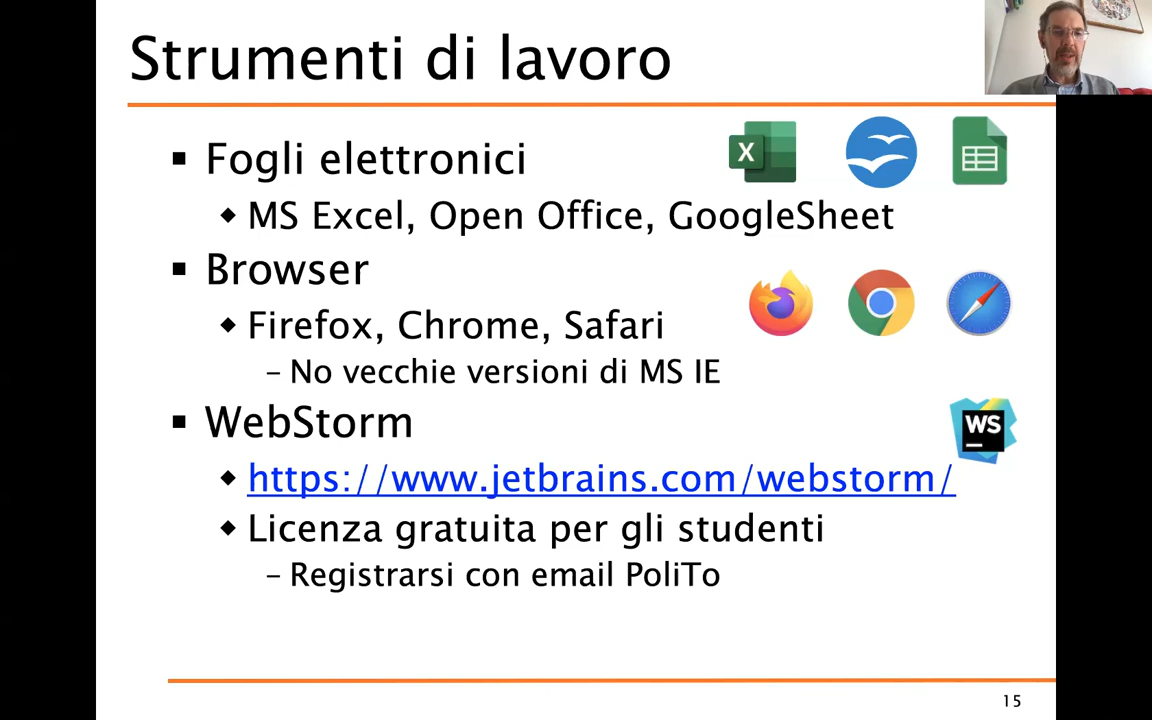 Strumenti di lavoro
▪ Fogli elettronici
X
◆ MS Excel, Open Office, GoogleSheet
▪ Browser
◆ Firefox, Chrome, Safari
– No vecchie versioni di MS IE
▪ WebStorm
WS
◆ https://www.jetbrains.com/webstorm/
◆ Licenza gratuita per gli studenti
– Registrarsi con email PoliTo
15